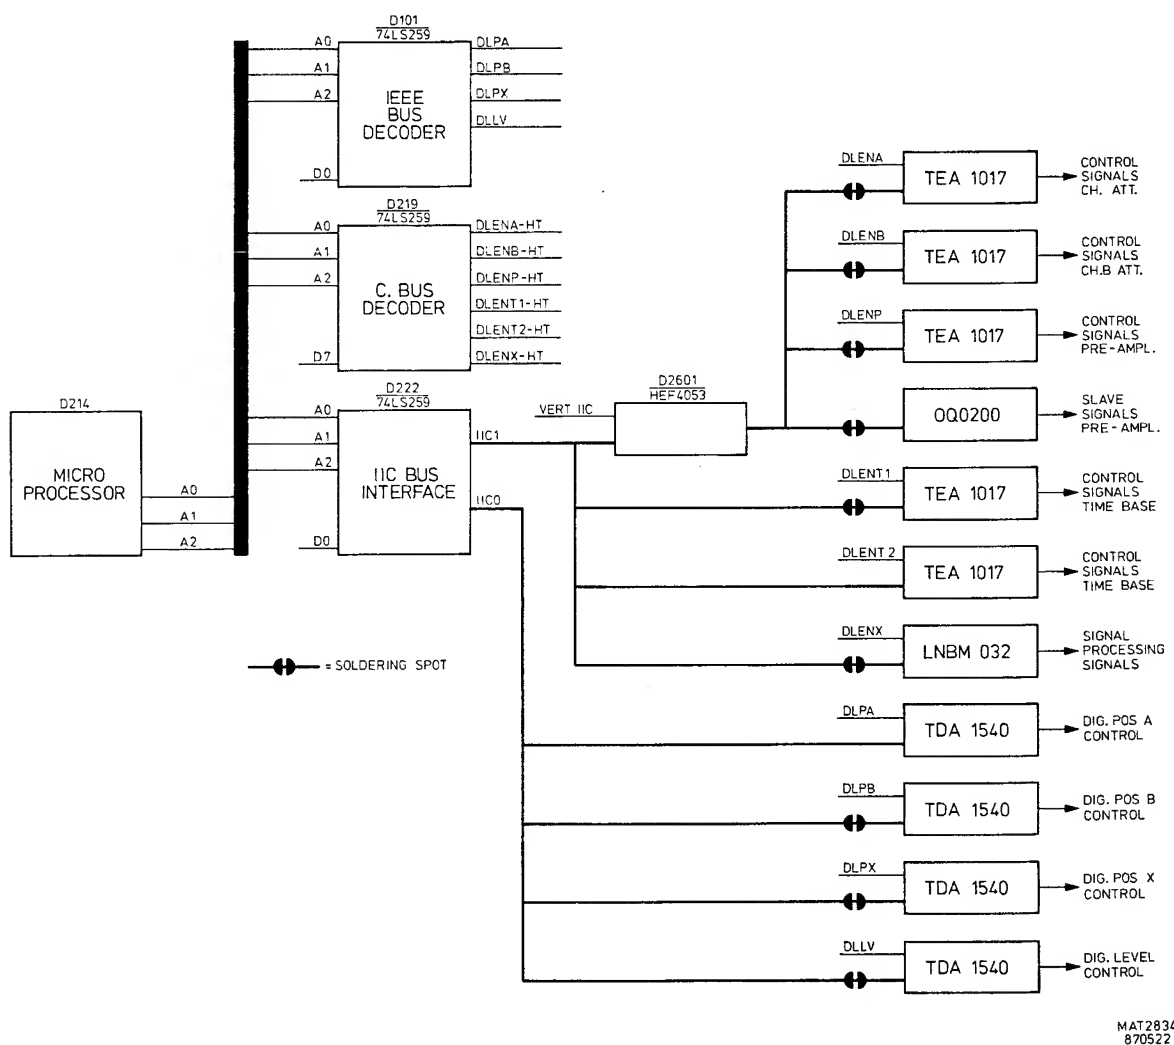 D101
74LS259
A0
A1
A2
D0
IEEE
BUS
DECODER
DLPA
DLPB
DLPX
DLLV
D219
74LS259
A0
A1
A2
D7
C. BUS
DECODER
DLENA-HT
DLENB-HT
DLENP-HT
DLENT1-HT
DLENT2-HT
DLENX-HT
D222
74LS259
A0
A1
A2
D0
IIC BUS
INTERFACE
IIC1
IIC0
D214
MICRO
PROCESSOR
A0
A1
A2
D2601
HEF4053
VERT IIC
= SOLDERING SPOT
DLENA
TEA 1017
CONTROL
SIGNALS
CH. ATT.
DLENB
TEA 1017
CONTROL
SIGNALS
CH.B ATT.
DLENP
TEA 1017
CONTROL
SIGNALS
PRE-AMPL.
OQ0200
SLAVE
SIGNALS
PRE-AMPL.
DLENT1
TEA 1017
CONTROL
SIGNALS
TIME BASE
DLENT2
TEA 1017
CONTROL
SIGNALS
TIME BASE
DLENX
LNBM 032
SIGNAL
PROCESSING
SIGNALS
DLPA
TDA 1540
DIG. POS A
CONTROL
DLPB
TDA 1540
DIG. POS B
CONTROL
DLPX
TDA 1540
DIG. POS X
CONTROL
DLLV
TDA 1540
DIG. LEVEL
CONTROL
MAT2834
870522